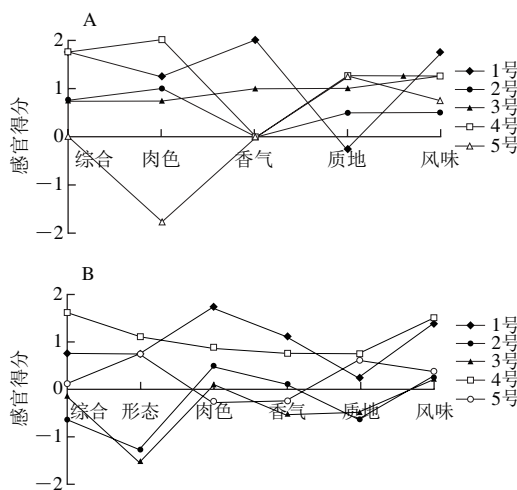 A
2
1
0
−1
−2
感官得分
综合 肉色 香气 质地 风味
1号
2号
3号
4号
5号
B
2
1
0
−1
−2
感官得分
综合 形态 肉色 香气 质地 风味
1号
2号
3号
4号
5号